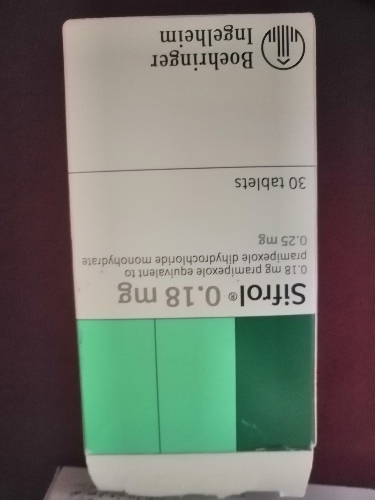 Sifrol® 0.18 mg
0.18 mg pramipexole equivalent to
pramipexole dihydrochloride monohydrate
0.25 mg
30 tablets
Boehringer
Ingelheim